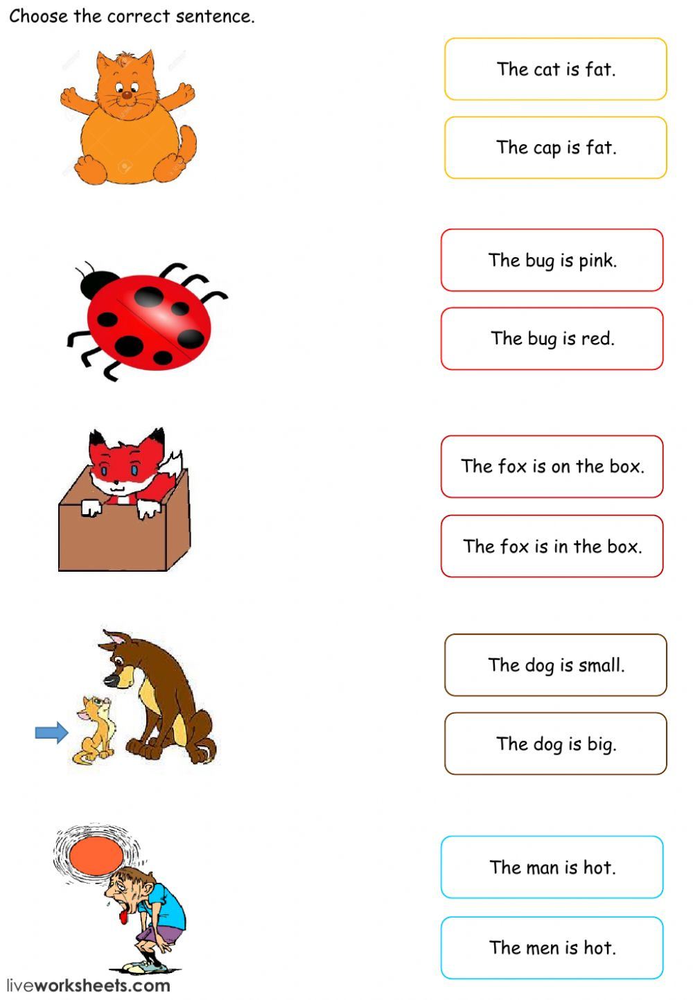 Choose the correct sentence.
The cat is fat.
The cap is fat.
The bug is pink.
The bug is red.
The fox is on the box.
The fox is in the box.
The dog is small.
The dog is big.
The man is hot.
The men is hot.
liveworksheets.com